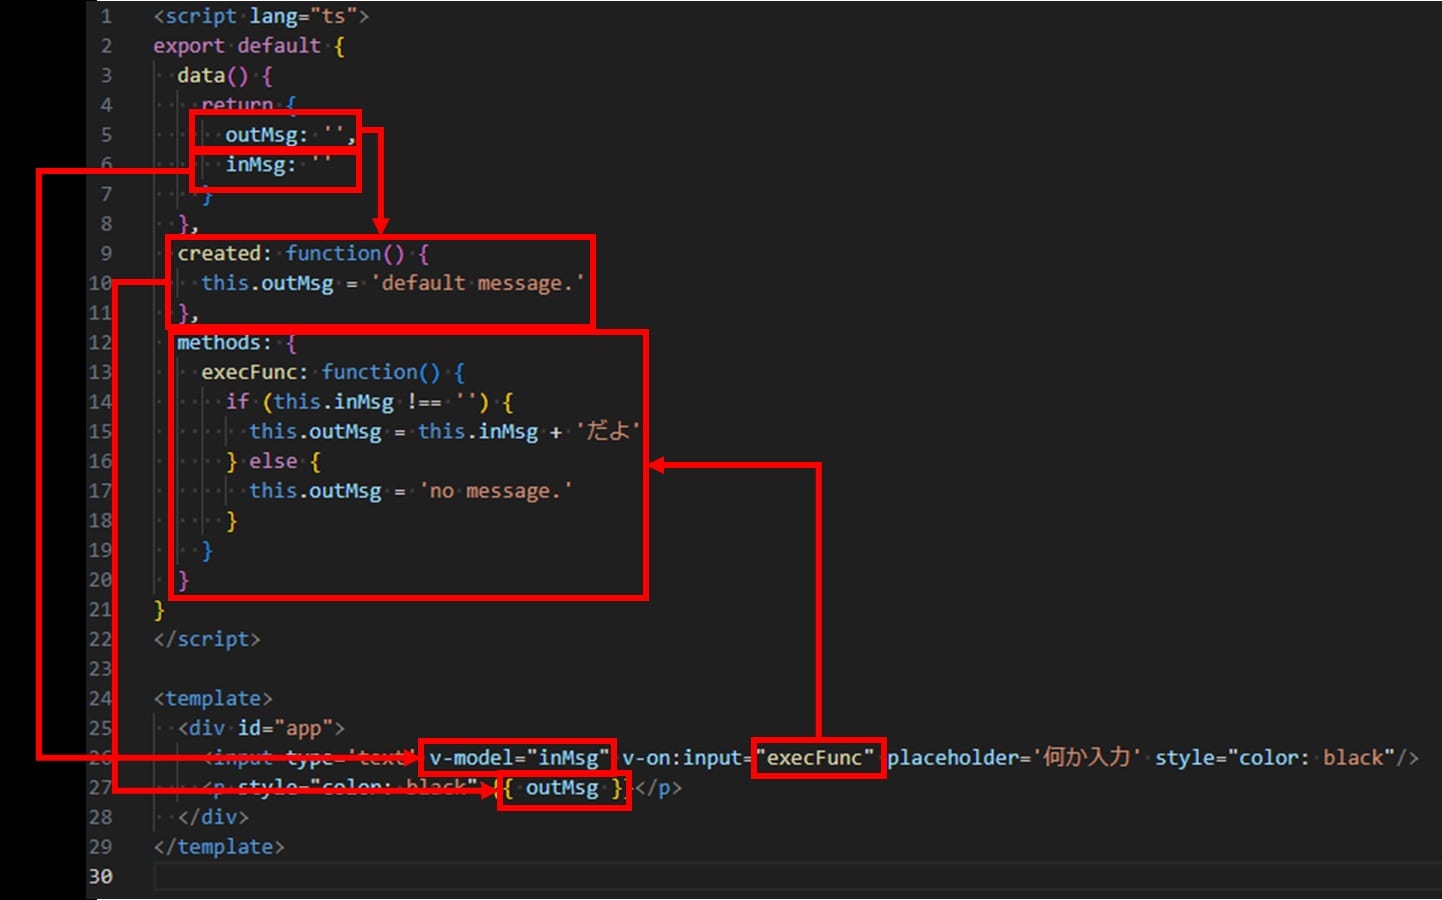 1 <script lang="ts">
2 export default {
3 data() {
4 return {
5 outMsg: '',
6 inMsg: ''
7 }
8 },
9 created: function() {
10 this.outMsg = 'default message.'
11 },
12 methods: {
13 execFunc: function() {
14 if (this.inMsg !== '') {
15 this.outMsg = this.inMsg + 'だよ'
16 } else {
17 this.outMsg = 'no message.'
18 }
19 }
20 }
21 }
22 </script>
23
24 <template>
25 <div id="app">
26 <input type='text' v-model="inMsg" v-on:input="execFunc" placeholder='何か入力' style="color: black"/>
27 <p style="color: black">{{ outMsg }}</p>
28 </div>
29 </template>
30